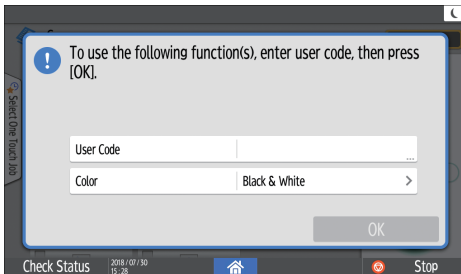 To use the following function(s), enter user code, then press
[OK].
Select One Touch Job
User Code
...
Color
Black & White
OK
Check Status
2018 / 07 / 30
15 : 28
Stop